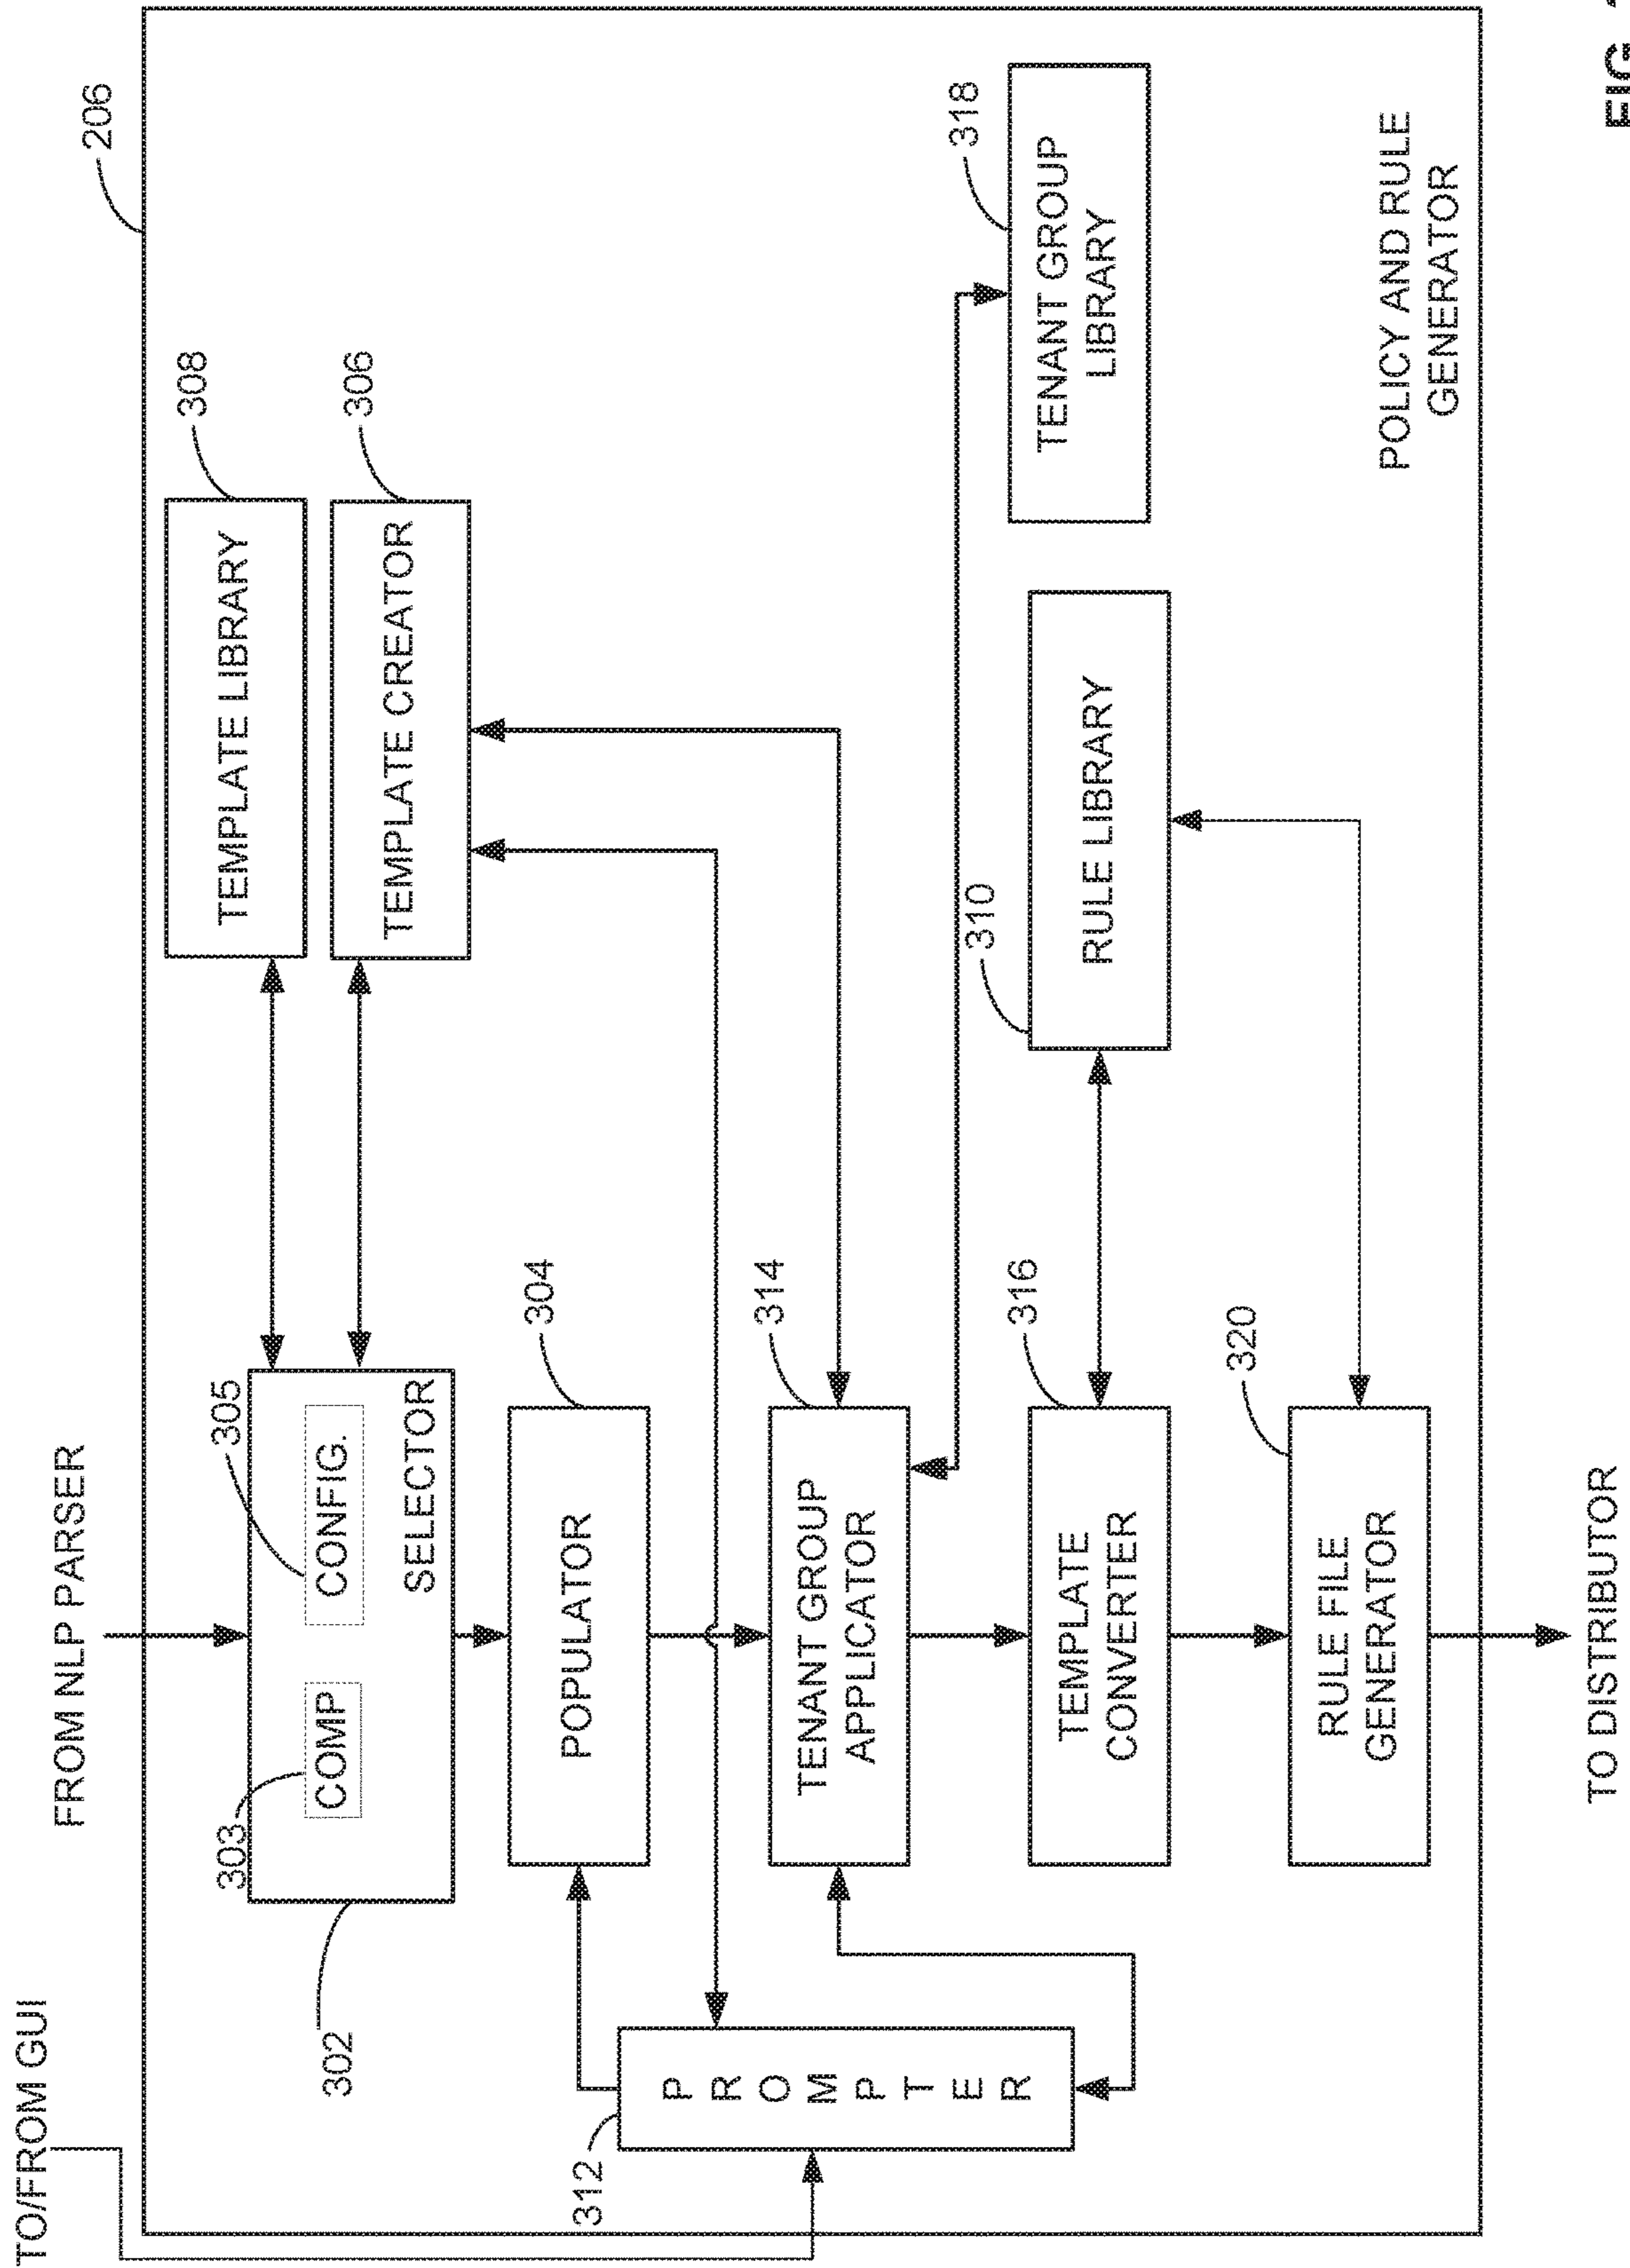 TO/FROM GUI
FROM NLP PARSER
206
303
305
COMP
CONFIG.
SELECTOR
302
308
TEMPLATE LIBRARY
306
TEMPLATE CREATOR
304
POPULATOR
312
PROMPTER
314
TENANT GROUP
APPLICATOR
318
TENANT GROUP
LIBRARY
316
TEMPLATE
CONVERTER
310
RULE LIBRARY
320
RULE FILE
GENERATOR
POLICY AND RULE
GENERATOR
TO DISTRIBUTOR
FIG.